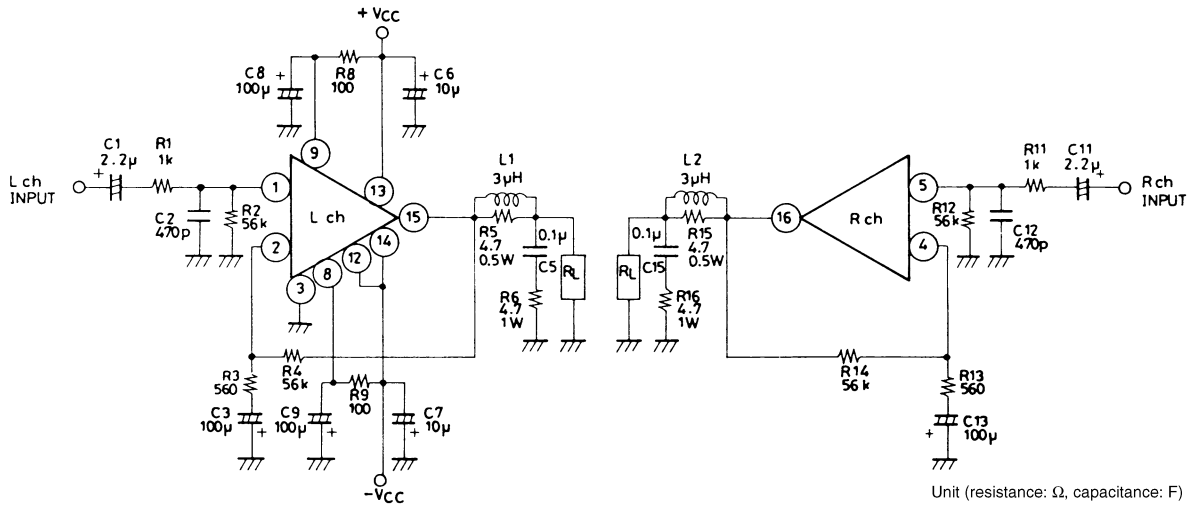 + VCC
C8
+
100μ
R8
100
+
C6
10μ
9
13
C1
2.2μ
+
R1
1k
L ch
INPUT
1
C2
470p
R2
56k
2
L ch
15
14
12
8
3
L1
3μH
R5
4.7
0.5W
0.1μ
C5
RL
R6
4.7
1W
R3
560
R4
56k
C3
100μ
+
C9
100μ
+
R9
100
C7
10μ
+
−VCC
L2
3μH
0.1μ
R15
4.7
0.5W
RL
C15
R16
4.7
1W
16
R ch
5
4
R11
1k
C11
2.2μ
+
R ch
INPUT
R12
56k
C12
470p
R14
56k
R13
560
+
C13
100μ
Unit (resistance: Ω, capacitance: F)